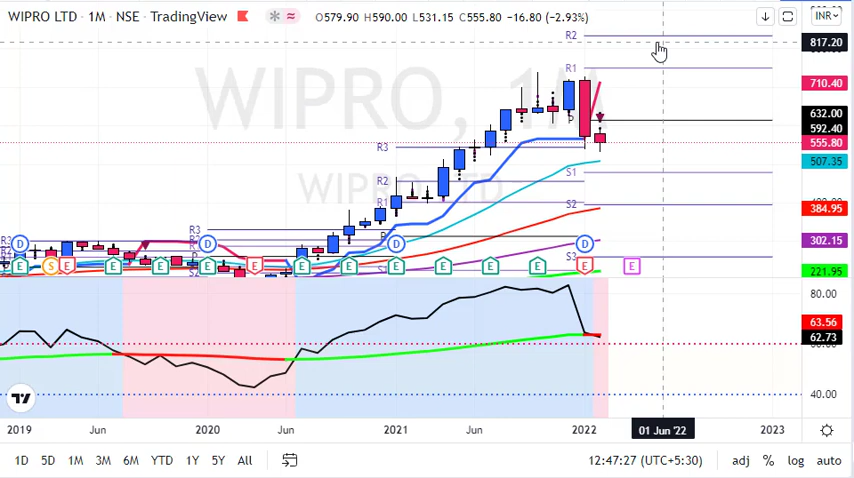 WIPRO LTD · 1M · NSE · TradingView O579.90 H590.00 L531.15 C555.80 -16.80 (-2.93%) INR
WIPRO, 1M
WIPRO LTD
R2
817.20
R1
710.40
P
632.00
592.40
555.80
R3
507.35
S1
R2
R1
S2
384.95
R3
R3
302.15
D D D D
S3
E S E E E E E E E E E E E E E
221.95
80.00
63.56
62.73
40.00
2019 Jun 2020 Jun 2021 Jun 2022 01 Jun '22 2023
1D 5D 1M 3M 6M YTD 1Y 5Y All 12:47:27 (UTC+5:30) adj % log auto